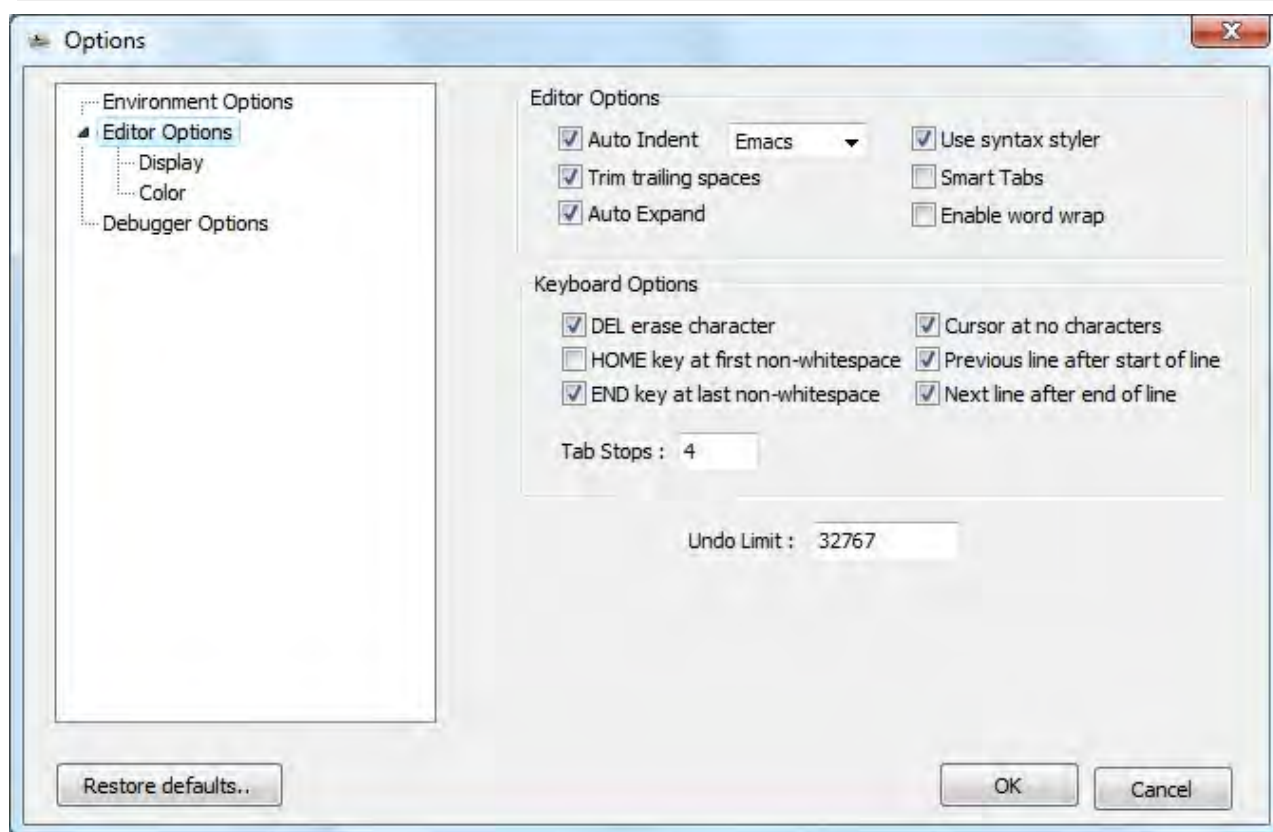 Options
Environment Options
Editor Options
Display
Color
Debugger Options
Editor Options
Auto Indent Emacs Use syntax styler
Trim trailing spaces Smart Tabs
Auto Expand Enable word wrap
Keyboard Options
DEL erase character Cursor at no characters
HOME key at first non-whitespace Previous line after start of line
END key at last non-whitespace Next line after end of line
Tab Stops : 4
Undo Limit : 32767
Restore defaults.. OK Cancel